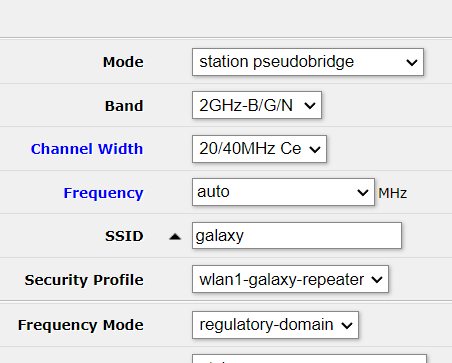 Mode station pseudobridge
Band 2GHz-B/G/N
Channel Width 20/40MHz Ce
Frequency auto MHz
SSID galaxy
Security Profile wlan1-galaxy-repeater
Frequency Mode regulatory-domain